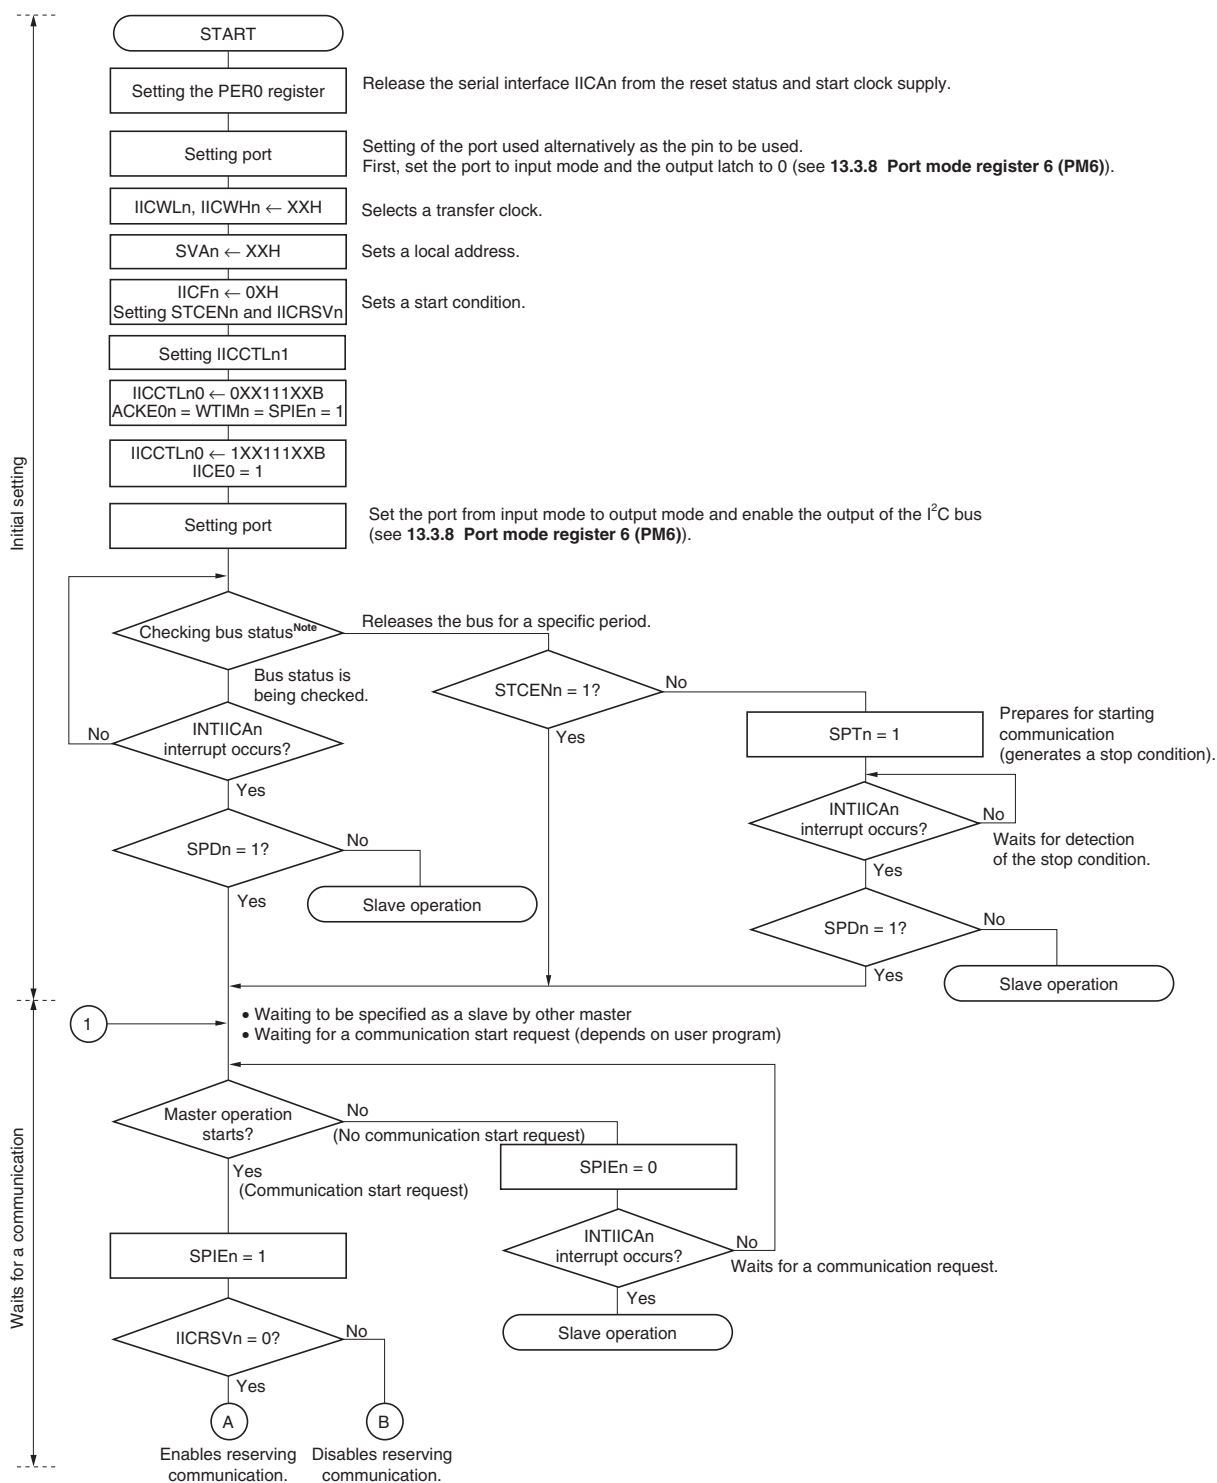 START
Setting the PER0 register
Release the serial interface IICAn from the reset status and start clock supply.
Setting port
Setting of the port used alternatively as the pin to be used.
First, set the port to input mode and the output latch to 0 (see 13.3.8 Port mode register 6 (PM6)).
IICWLn, IICWHn ← XXH
Selects a transfer clock.
SVAn ← XXH
Sets a local address.
IICFn ← 0XH
Setting STCENn and IICRSVn
Sets a start condition.
Setting IICCTLn1
IICCTLn0 ← 0XX111XXB
ACKE0n = WTIMn = SPIEn = 1
IICCTLn0 ← 1XX111XXB
IICE0 = 1
Setting port
Set the port from input mode to output mode and enable the output of the I2C bus
(see 13.3.8 Port mode register 6 (PM6)).
Initial setting
Checking bus statusNote
Releases the bus for a specific period.
Bus status is
being checked.
STCENn = 1?
No
Yes
SPTn = 1
Prepares for starting
communication
(generates a stop condition).
INTIICAn
interrupt occurs?
No
Yes
INTIICAn
interrupt occurs?
No
Waits for detection
of the stop condition.
Yes
SPDn = 1?
No
Yes
Slave operation
SPDn = 1?
No
Yes
Slave operation
1
• Waiting to be specified as a slave by other master
• Waiting for a communication start request (depends on user program)
Waits for a communication
Master operation
starts?
No
(No communication start request)
Yes
(Communication start request)
SPIEn = 0
INTIICAn
interrupt occurs?
No
Waits for a communication request.
Yes
Slave operation
SPIEn = 1
IICRSVn = 0?
No
Yes
A
B
Enables reserving
communication.
Disables reserving
communication.